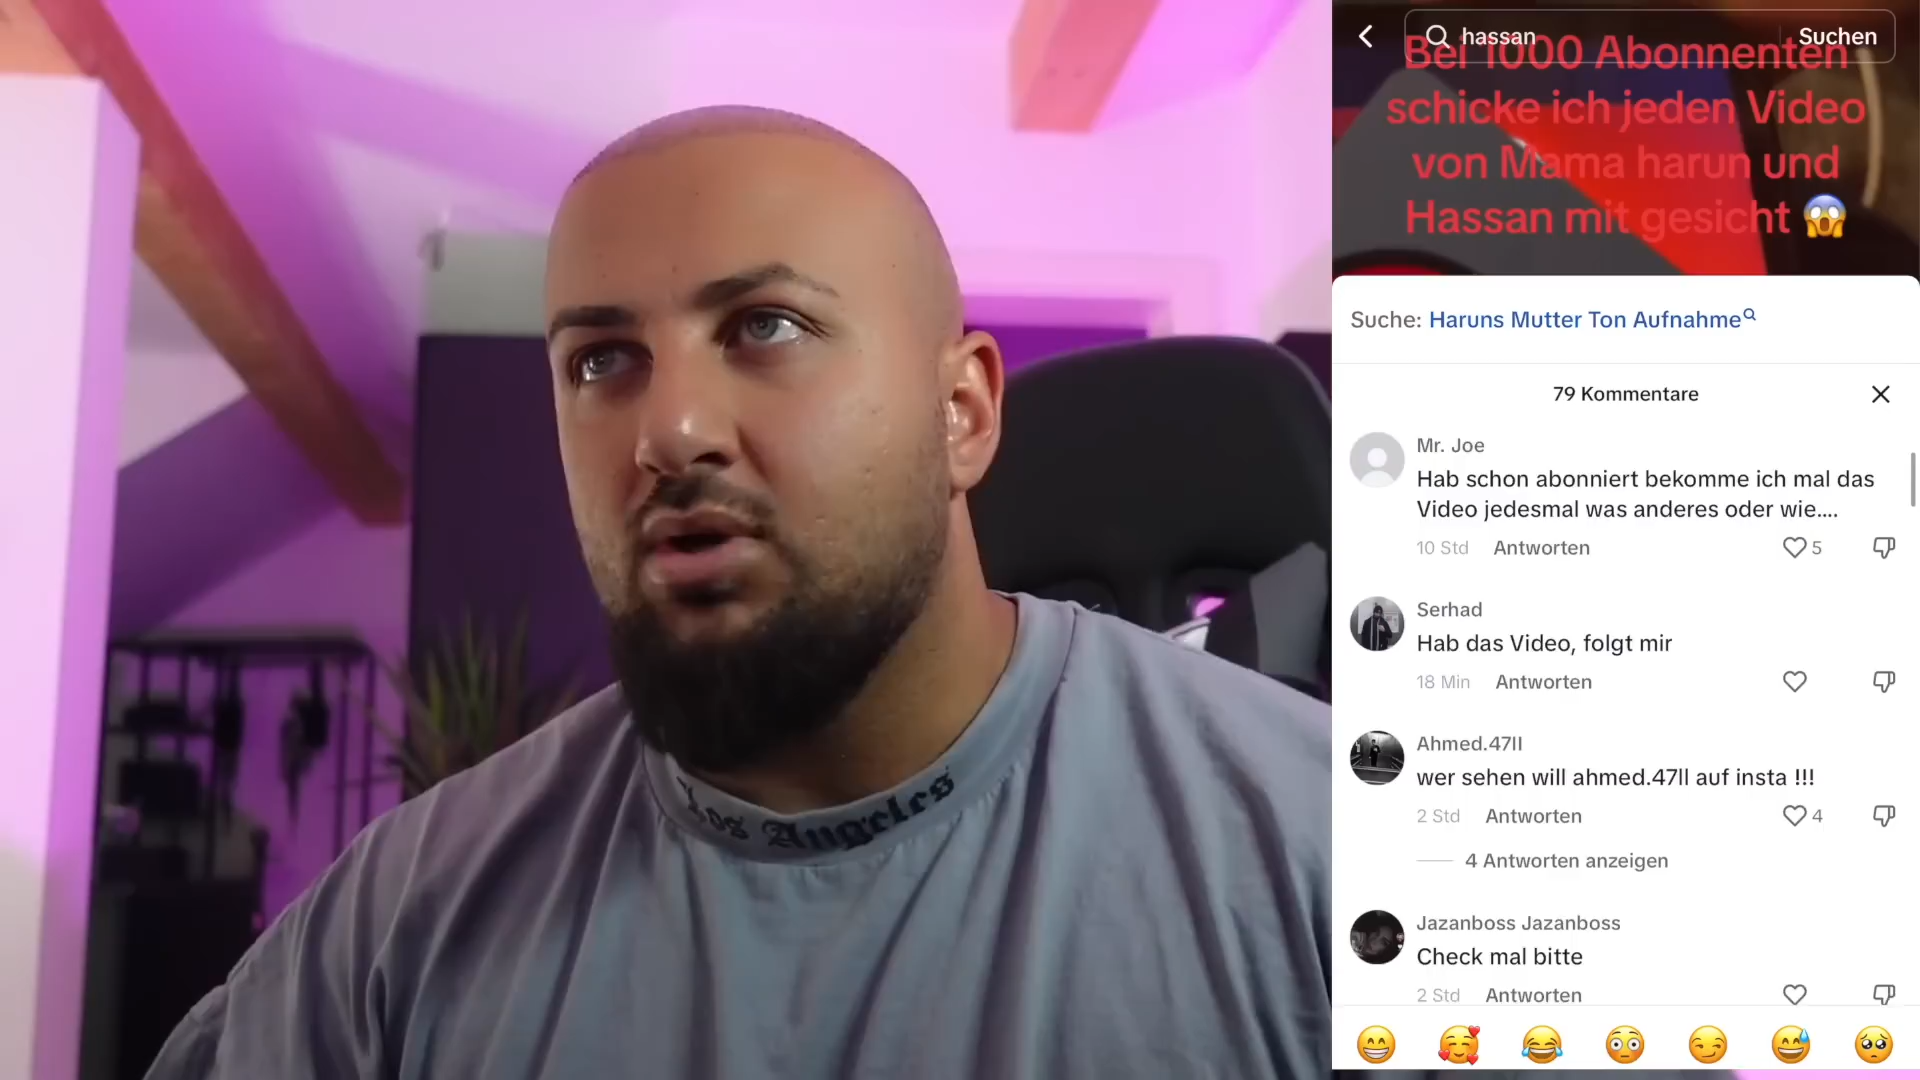 Los Angeles
hassan
Suchen
Bei 1000 Abonnenten
schicke ich jeden Video
von Mama harun und
Hassan mit gesicht 😱
Suche: Haruns Mutter Ton Aufnahme
79 Kommentare
Mr. Joe
Hab schon abonniert bekomme ich mal das
Video jedesmal was anderes oder wie....
10 Std Antworten 5
Serhad
Hab das Video, folgt mir
18 Min Antworten
Ahmed.47ll
wer sehen will ahmed.47ll auf insta !!!
2 Std Antworten 4
4 Antworten anzeigen
Jazanboss Jazanboss
Check mal bitte
2 Std Antworten